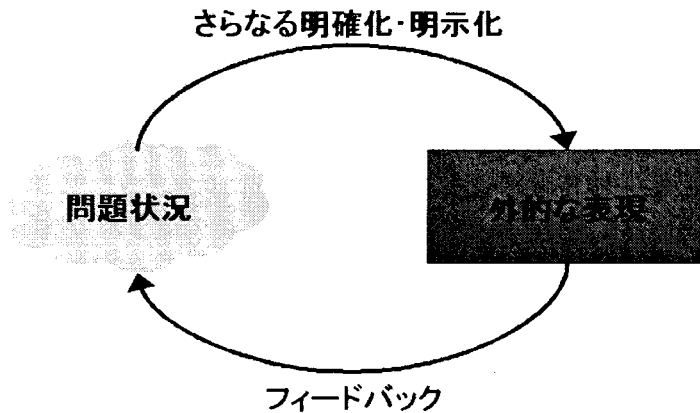 さらなる明確化・明示化
問題状況
外的な表現
フィードバック